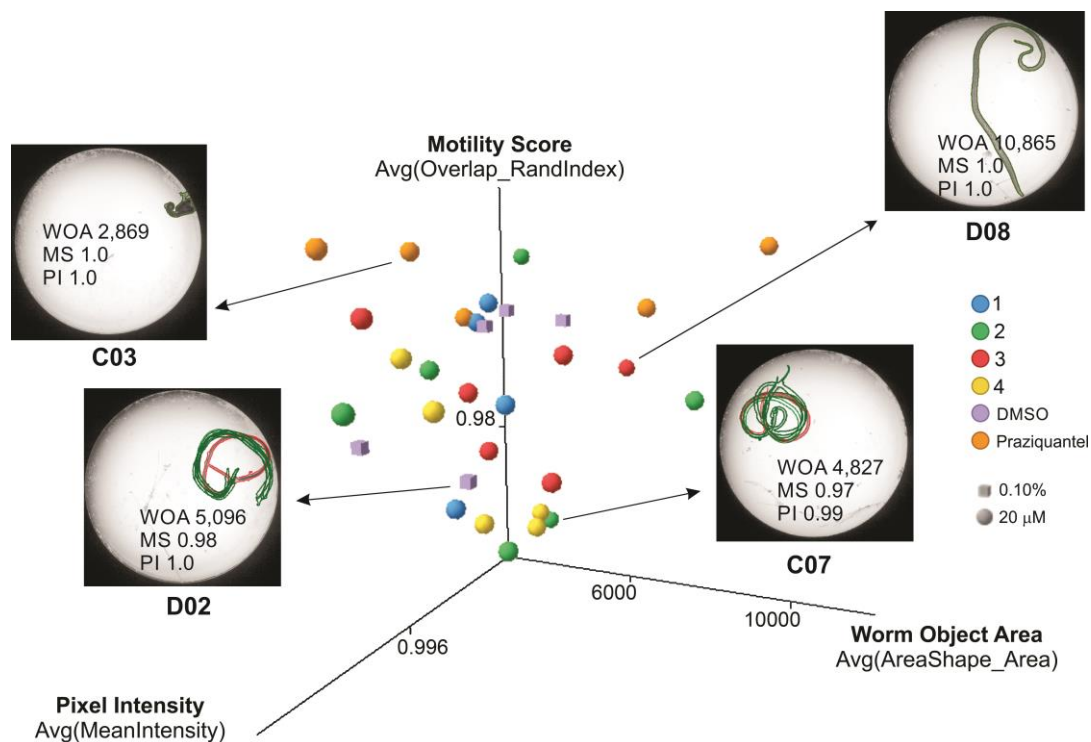 Motility Score
Avg(Overlap_RandIndex)
WOA 2,869
MS 1.0
PI 1.0
C03
WOA 10,865
MS 1.0
PI 1.0
D08
WOA 5,096
MS 0.98
PI 1.0
D02
WOA 4,827
MS 0.97
PI 0.99
C07
1
2
3
4
DMSO
Praziquantel
0.10%
20 µM
0.98
6000
10000
0.996
Worm Object Area
Avg(AreaShape_Area)
Pixel Intensity
Avg(MeanIntensity)